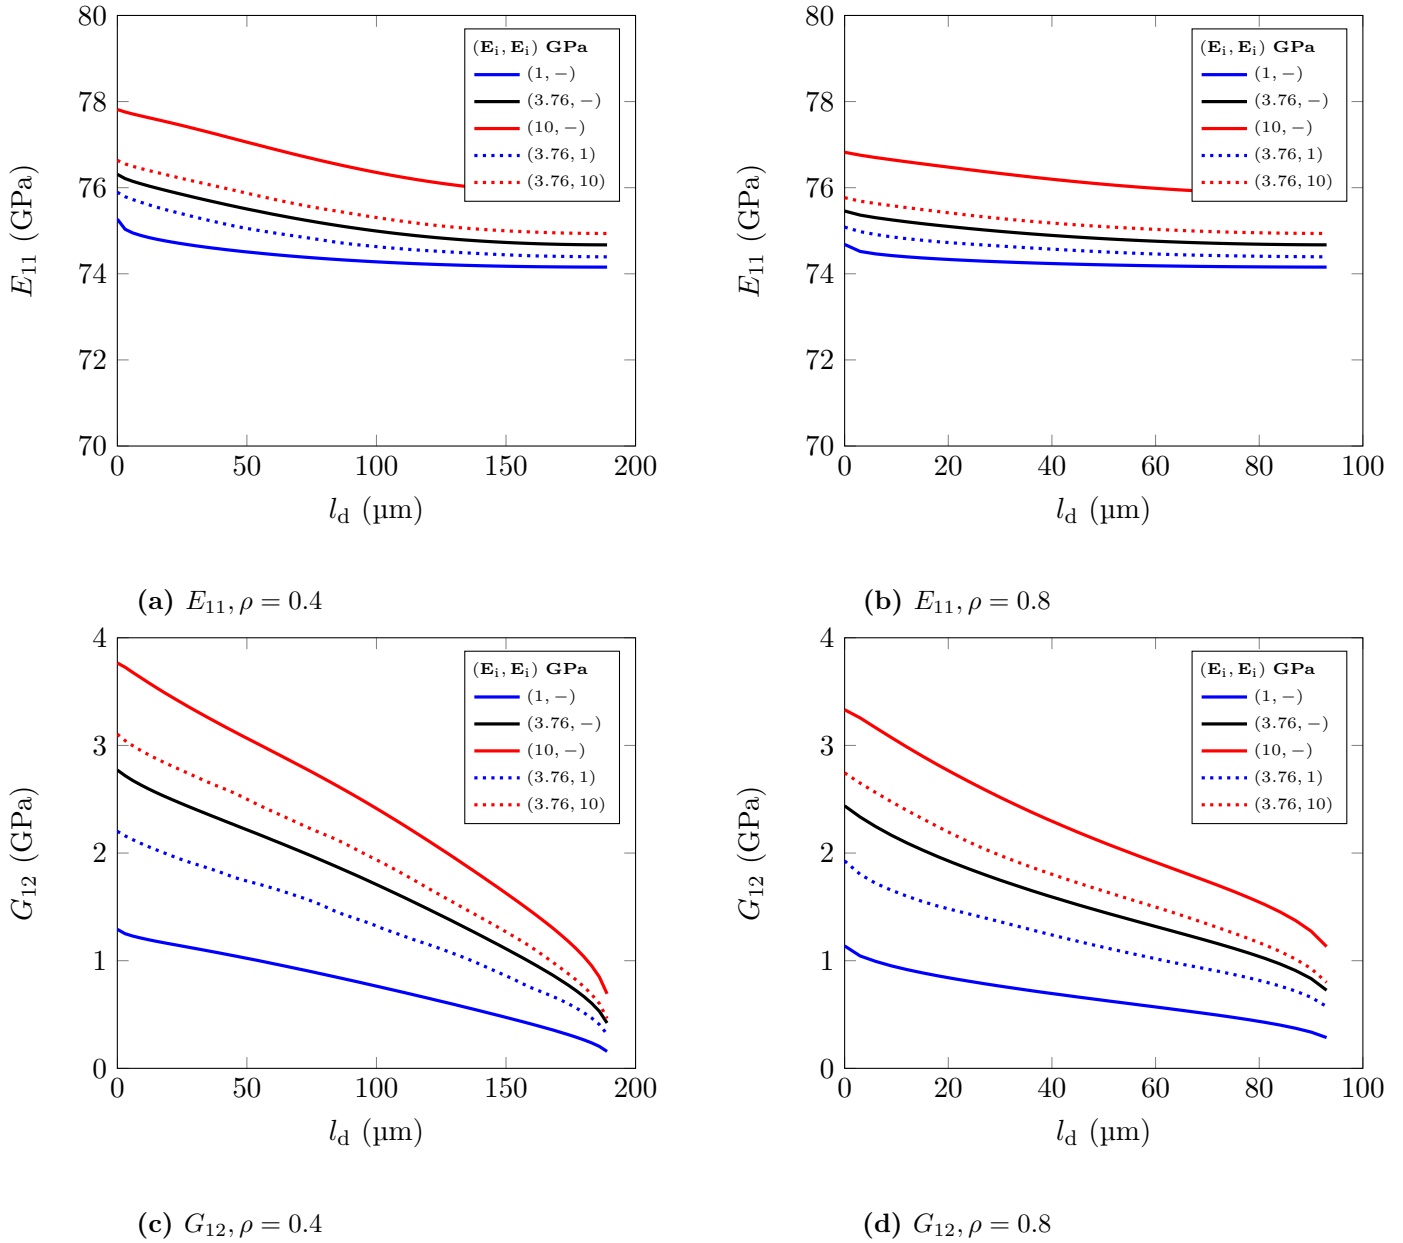 80
78
76
74
72
70
E11 (GPa)
0 50 100 150 200
ld (µm)
(Ei, Ei) GPa
(1, −)
(3.76, −)
(10, −)
(3.76, 1)
(3.76, 10)
(a) E11, ρ = 0.4
80
78
76
74
72
70
E11 (GPa)
0 20 40 60 80 100
ld (µm)
(Ei, Ei) GPa
(1, −)
(3.76, −)
(10, −)
(3.76, 1)
(3.76, 10)
(b) E11, ρ = 0.8
4
3
2
1
0
G12 (GPa)
0 50 100 150 200
ld (µm)
(Ei, Ei) GPa
(1, −)
(3.76, −)
(10, −)
(3.76, 1)
(3.76, 10)
(c) G12, ρ = 0.4
4
3
2
1
0
G12 (GPa)
0 20 40 60 80 100
ld (µm)
(Ei, Ei) GPa
(1, −)
(3.76, −)
(10, −)
(3.76, 1)
(3.76, 10)
(d) G12, ρ = 0.8